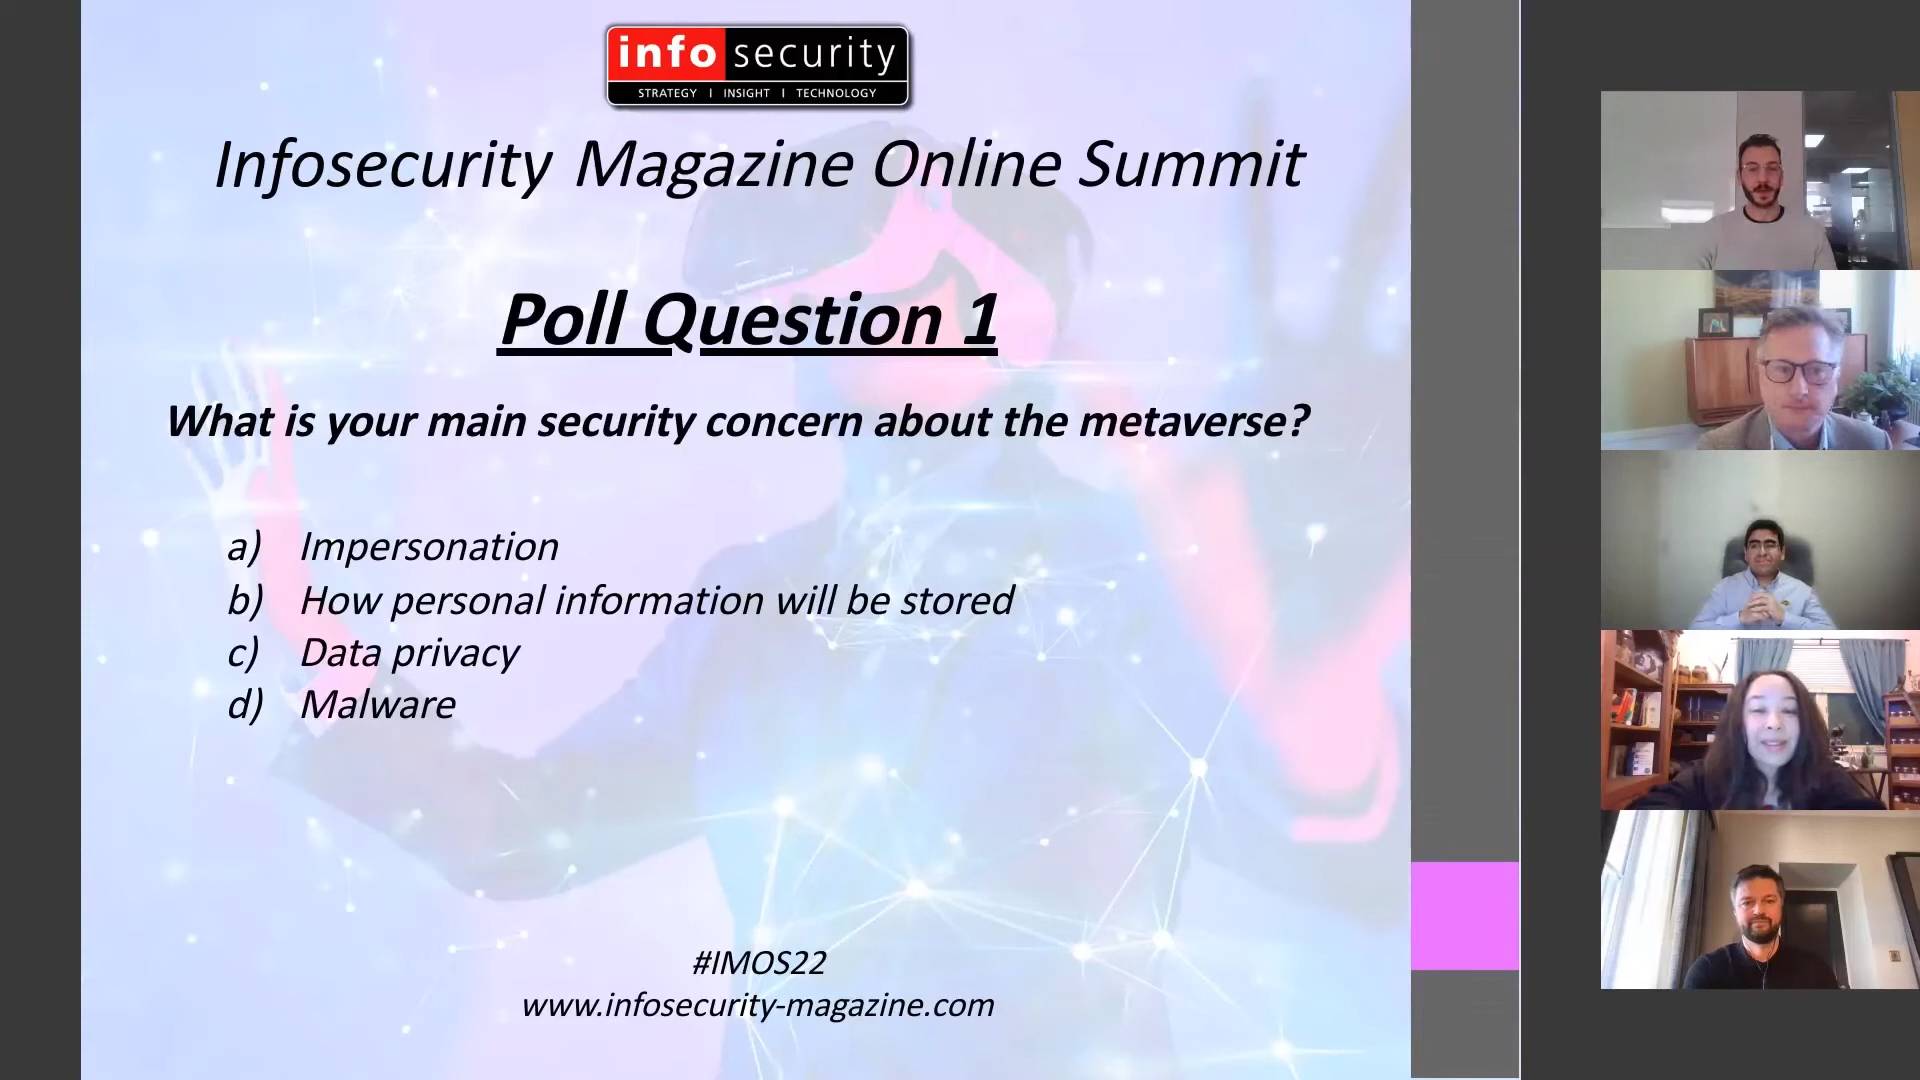 info security
STRATEGY | INSIGHT | TECHNOLOGY
Infosecurity Magazine Online Summit
Poll Question 1
What is your main security concern about the metaverse?
a) Impersonation
b) How personal information will be stored
c) Data privacy
d) Malware
#IMOS22
www.infosecurity-magazine.com